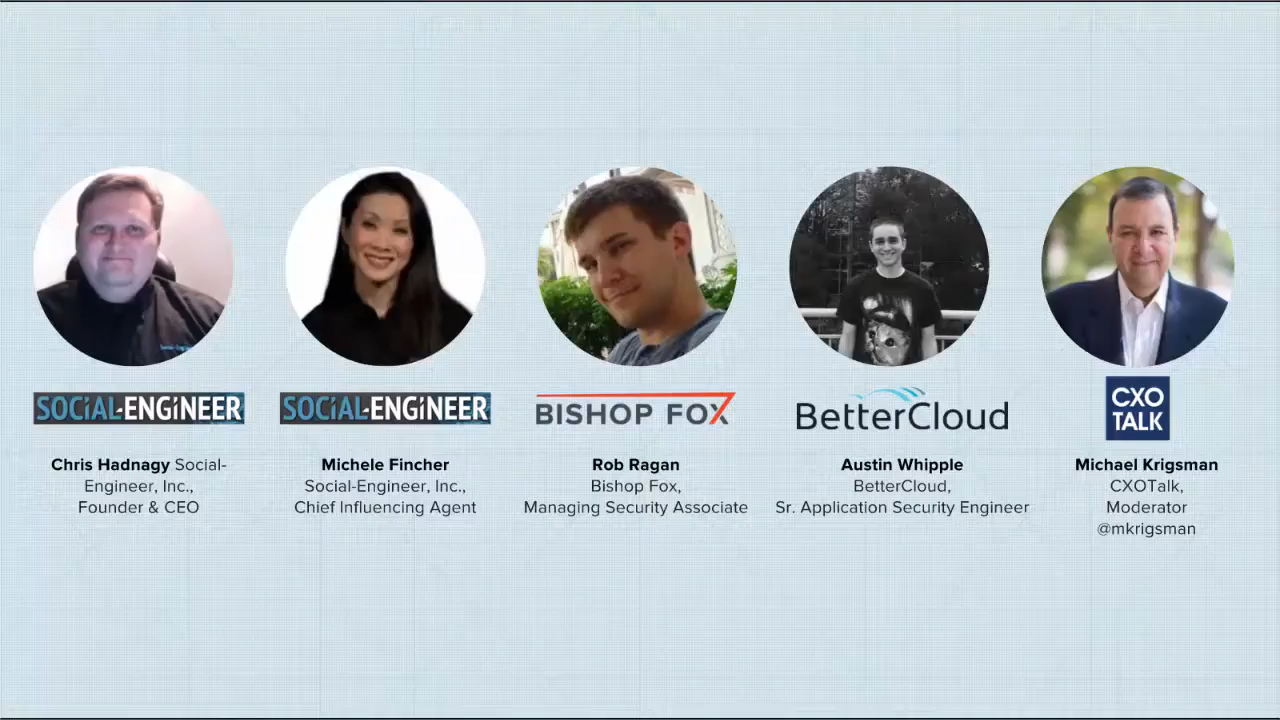 SOCiAL-ENGiNEER
SOCiAL-ENGiNEER
BISHOP FOX
BetterCloud
CXO
TALK
Chris Hadnagy Social-
Engineer, Inc.,
Founder & CEO
Michele Fincher
Social-Engineer, Inc.,
Chief Influencing Agent
Rob Ragan
Bishop Fox,
Managing Security Associate
Austin Whipple
BetterCloud,
Sr. Application Security Engineer
Michael Krigsman
CXOTalk,
Moderator
@mkrigsman